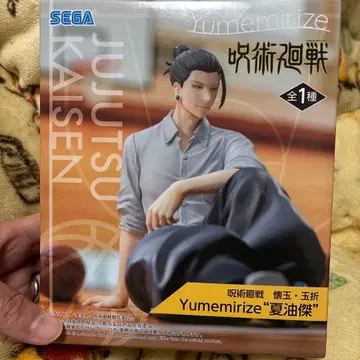 SEGA
Yumemirize
JUJUTSU
KAISEN
呪術廻戦
全1種
呪術廻戦 懐玉・玉折
Yumemirize "夏油傑"